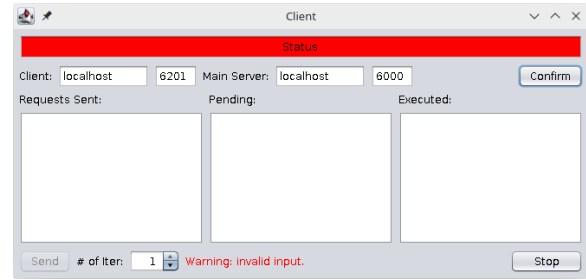 Client
Status
Client: localhost 6201 Main Server: localhost 6000 Confirm
Requests Sent: Pending: Executed:
Send # of Iter: 1 Warning: invalid input. Stop